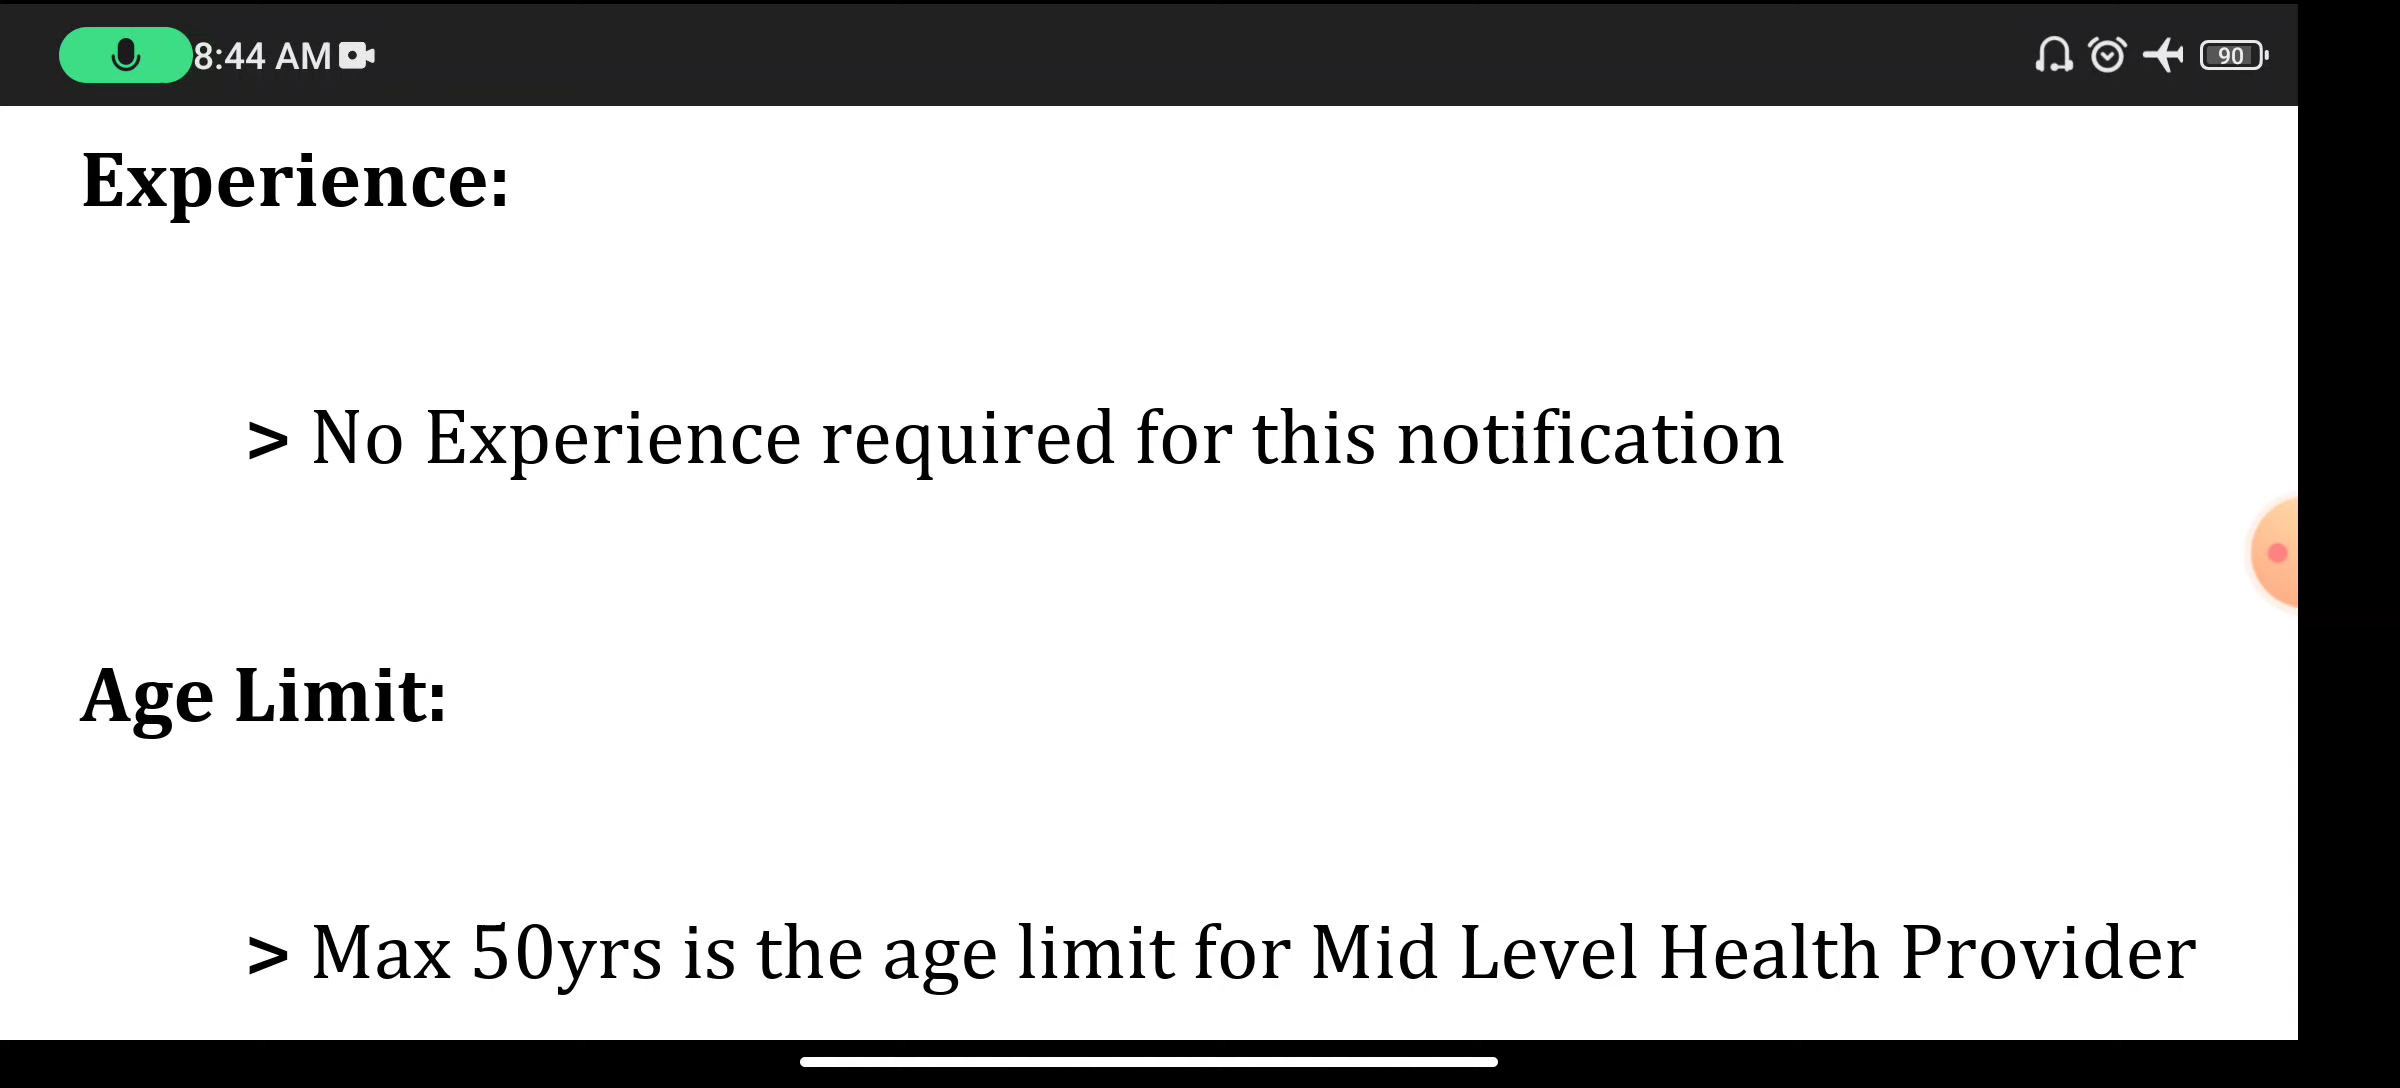 8:44 AM
90
Experience:
> No Experience required for this notification
Age Limit:
> Max 50yrs is the age limit for Mid Level Health Provider